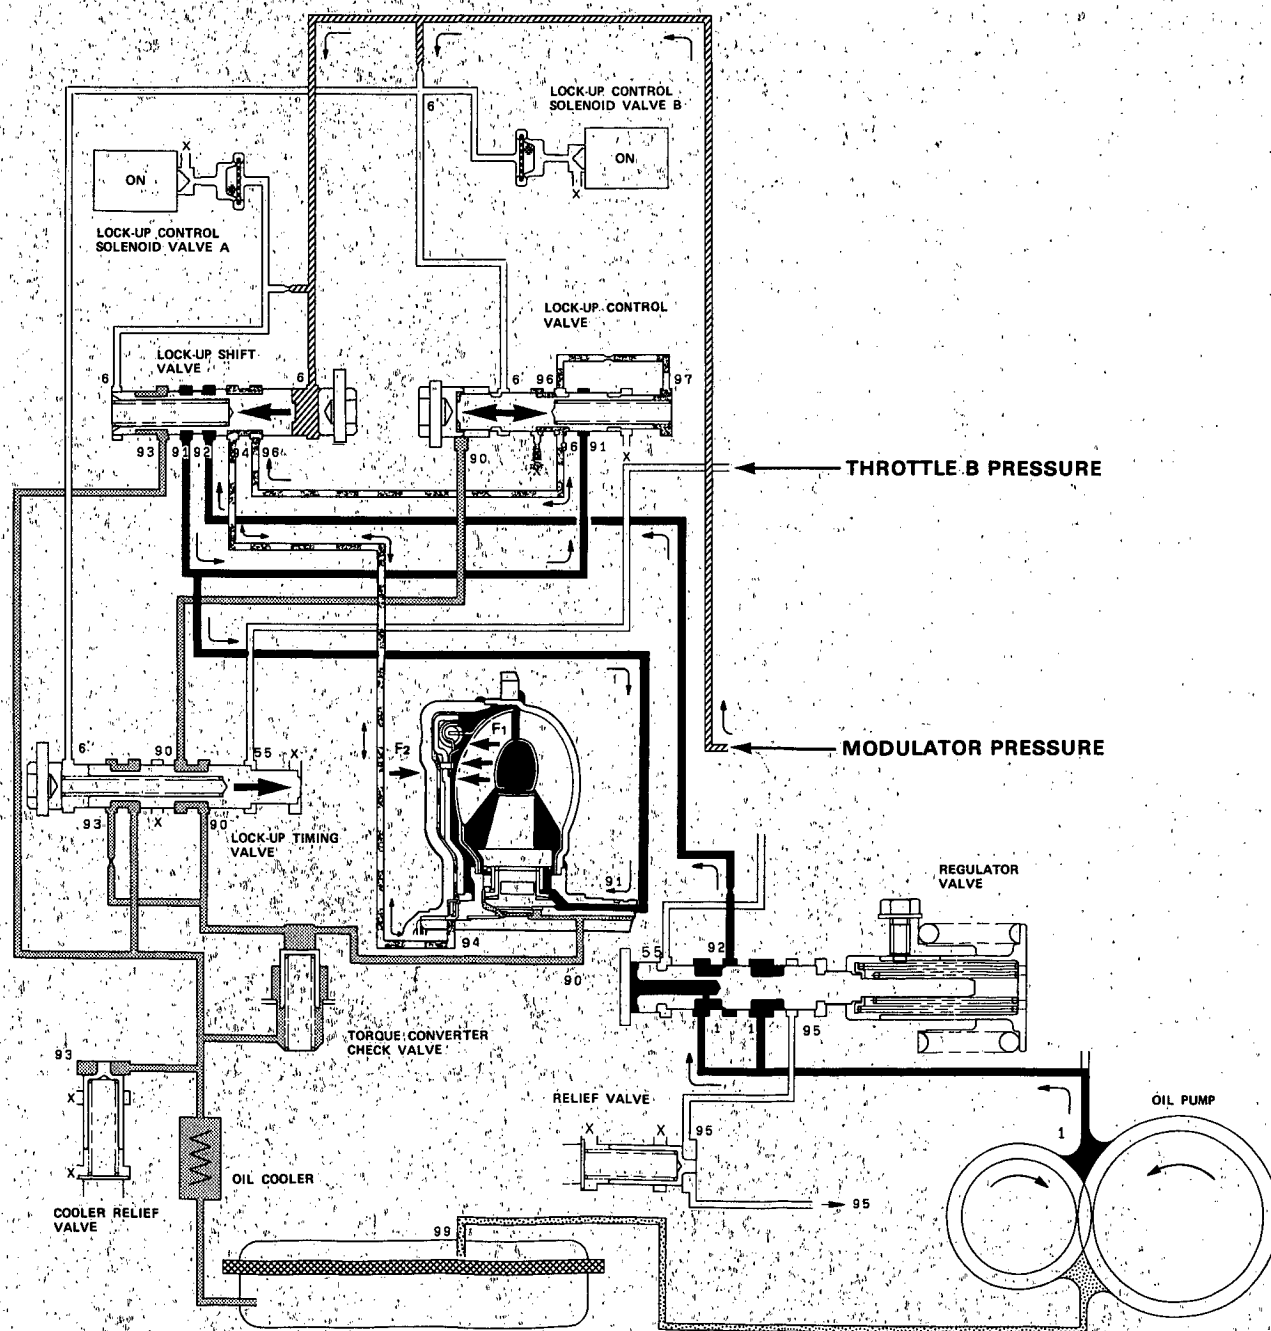 LOCK-UP CONTROL
SOLENOID VALVE B
6
X
ON
ON
X
LOCK-UP CONTROL
SOLENOID VALVE A
LOCK-UP CONTROL
VALVE
LOCK-UP SHIFT
VALVE
6
6
6
96
97
93
91
92
94
96
90
X
96
91
X
THROTTLE B PRESSURE
MODULATOR PRESSURE
F1
F2
6
90
55
X
93
X
90
LOCK-UP TIMING
VALVE
91
94
90
REGULATOR
VALVE
55
92
1
1
95
TORQUE CONVERTER
CHECK VALVE
93
X
X
COOLER RELIEF
VALVE
OIL COOLER
RELIEF VALVE
X
X
95
95
OIL PUMP
1
99